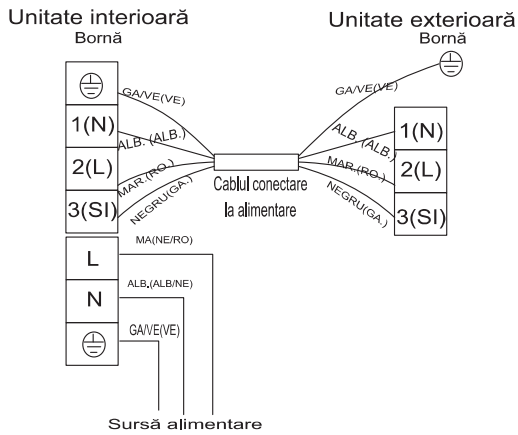 Unitate interioară
Bornă
Unitate exterioară
Bornă
GA/VE(VE)
GA/VE(VE)
1(N)
ALB. (ALB.)
ALB. (ALB.)
1(N)
2(L)
MAR.(RO.)
MAR.(RO.)
2(L)
3(SI)
NEGRU(GA.)
NEGRU(GA.)
3(SI)
Cablul conectare
la alimentare
L
MA(NE/RO)
N
ALB.(ALB/NE)
GA/VE(VE)
Sursă alimentare